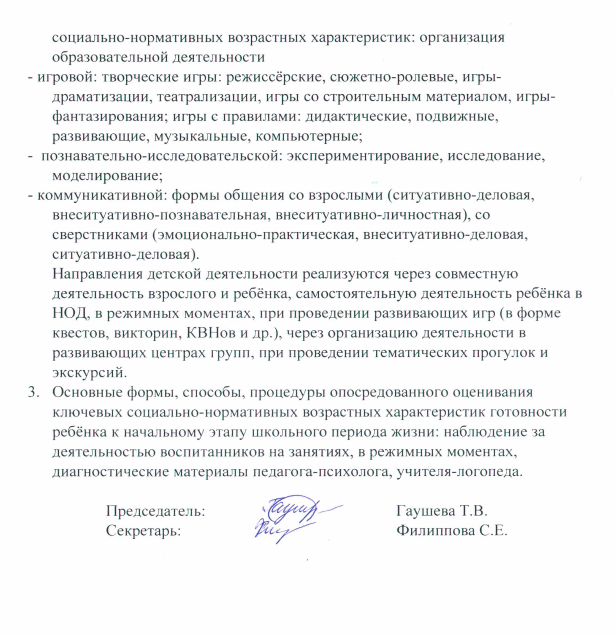 социально-нормативных возрастных характеристик: организация
образовательной деятельности
- игровой: творческие игры: режиссёрские, сюжетно-ролевые, игры-
драматизации, театрализации, игры со строительным материалом, игры-
фантазирования; игры с правилами: дидактические, подвижные,
развивающие, музыкальные, компьютерные;
- познавательно-исследовательской: экспериментирование, исследование,
моделирование;
- коммуникативной: формы общения со взрослыми (ситуативно-деловая,
внеситуативно-познавательная, внеситуативно-личностная), со
сверстниками (эмоционально-практическая, внеситуативно-деловая,
ситуативно-деловая).
Направления детской деятельности реализуются через совместную
деятельность взрослого и ребёнка, самостоятельную деятельность ребёнка в
НОД, в режимных моментах, при проведении развивающих игр (в форме
квестов, викторин, КВНов и др.), через организацию деятельности в
развивающих центрах групп, при проведении тематических прогулок и
экскурсий.
3. Основные формы, способы, процедуры опосредованного оценивания
ключевых социально-нормативных возрастных характеристик готовности
ребёнка к начальному этапу школьного периода жизни: наблюдение за
деятельностью воспитанников на занятиях, в режимных моментах,
диагностические материалы педагога-психолога, учителя-логопеда.
Председатель: Гаушева Т.В.
Секретарь: Филиппова С.Е.